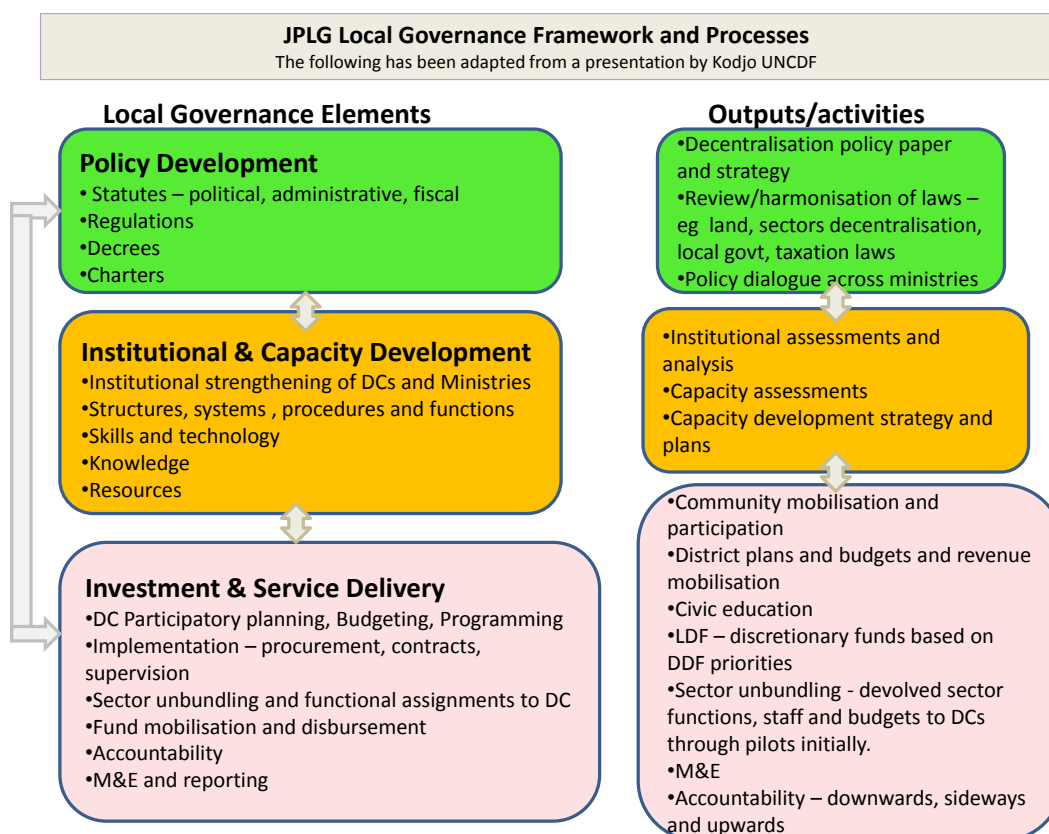 JPLG Local Governance Framework and Processes
The following has been adapted from a presentation by Kodjo UNCDF
Local Governance Elements
Policy Development
• Statutes – political, administrative, fiscal
•Regulations
•Decrees
•Charters
Institutional & Capacity Development
•Institutional strengthening of DCs and Ministries
•Structures, systems , procedures and functions
•Skills and technology
•Knowledge
•Resources
Investment & Service Delivery
•DC Participatory planning, Budgeting, Programming
•Implementation – procurement, contracts,
supervision
•Sector unbundling and functional assignments to DC
•Fund mobilisation and disbursement
•Accountability
•M&E and reporting
Outputs/activities
•Decentralisation policy paper
and strategy
•Review/harmonisation of laws –
eg land, sectors decentralisation,
local govt, taxation laws
•Policy dialogue across ministries
•Institutional assessments and
analysis
•Capacity assessments
•Capacity development strategy and
plans
•Community mobilisation and
participation
•District plans and budgets and revenue
mobilisation
•Civic education
•LDF – discretionary funds based on
DDF priorities
•Sector unbundling - devolved sector
functions, staff and budgets to DCs
through pilots initially.
•M&E
•Accountability – downwards, sideways
and upwards